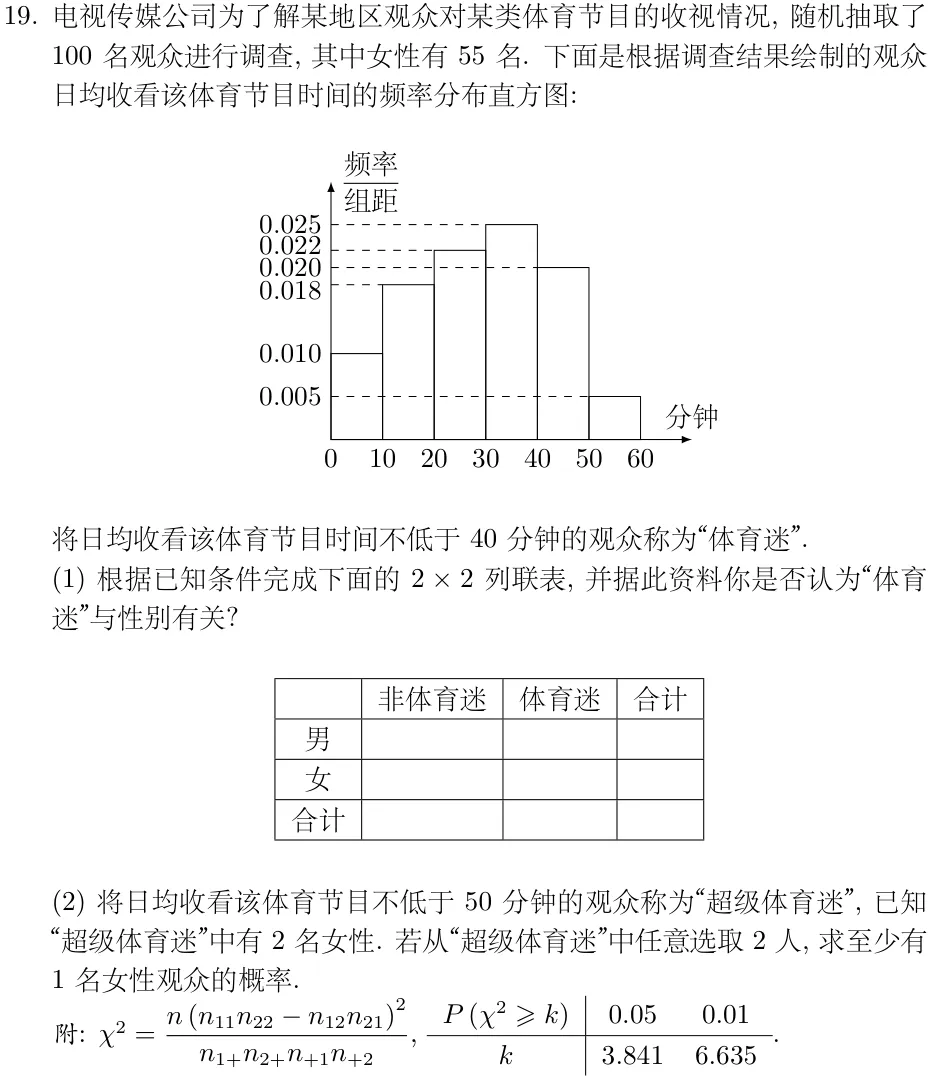 19. 电视传媒公司为了解某地区观众对某类体育节目的收视情况, 随机抽取了
100 名观众进行调查, 其中女性有 55 名. 下面是根据调查结果绘制的观众
日均收看该体育节目时间的频率分布直方图:
频率
组距
0.025
0.022
0.020
0.018
0.010
0.005
分钟
0 10 20 30 40 50 60
将日均收看该体育节目时间不低于 40 分钟的观众称为“体育迷”.
(1) 根据已知条件完成下面的 2 × 2 列联表, 并据此资料你是否认为“体育
迷”与性别有关?
非体育迷 体育迷 合计
男
女
合计
(2) 将日均收看该体育节目不低于 50 分钟的观众称为“超级体育迷”, 已知
“超级体育迷”中有 2 名女性. 若从“超级体育迷”中任意选取 2 人, 求至少有
1 名女性观众的概率.
附: χ² = n (n₁₁n₂₂ − n₁₂n₂₁)² / n₁₊n₂₊n₊₁n₊₂ , P (χ² ⩾ k) 0.05 0.01
k 3.841 6.635 .